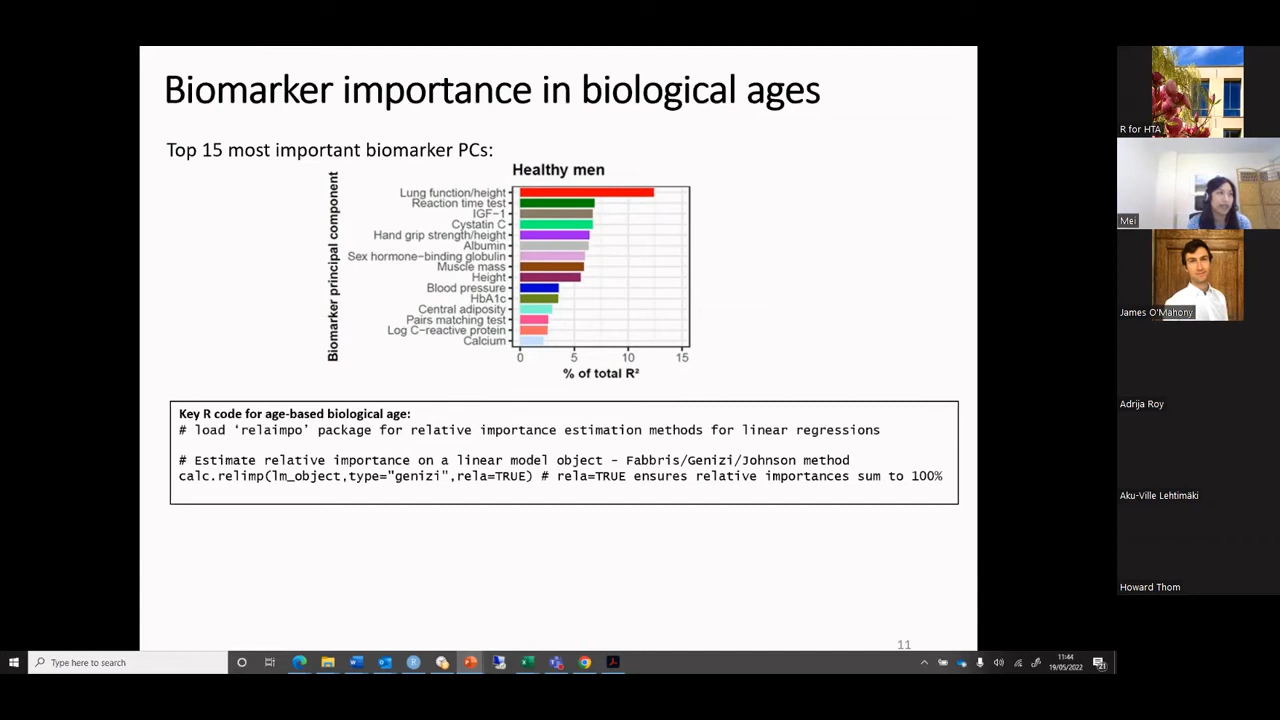 Biomarker importance in biological ages
Top 15 most important biomarker PCs:
Healthy men
Biomarker principal component
Lung function/height
Reaction time test
IGF-1
Cystatin C
Hand grip strength/height
Albumin
Sex hormone-binding globulin
Muscle mass
Height
Blood pressure
HbA1c
Central adiposity
Pairs matching test
Log C-reactive protein
Calcium
0 5 10 15
% of total R²
Key R code for age-based biological age:
# load ‘relaimpo’ package for relative importance estimation methods for linear regressions
# Estimate relative importance on a linear model object – Fabbris/Genizi/Johnson method
calc.relimp(lm_object,type="genizi",rela=TRUE) # rela=TRUE ensures relative importances sum to 100%
11
R for HTA
Mei
James O'Mahony
Adrija Roy
Aku-Ville Lehtimäki
Howard Thom
Type here to search
11:44
19/05/2022